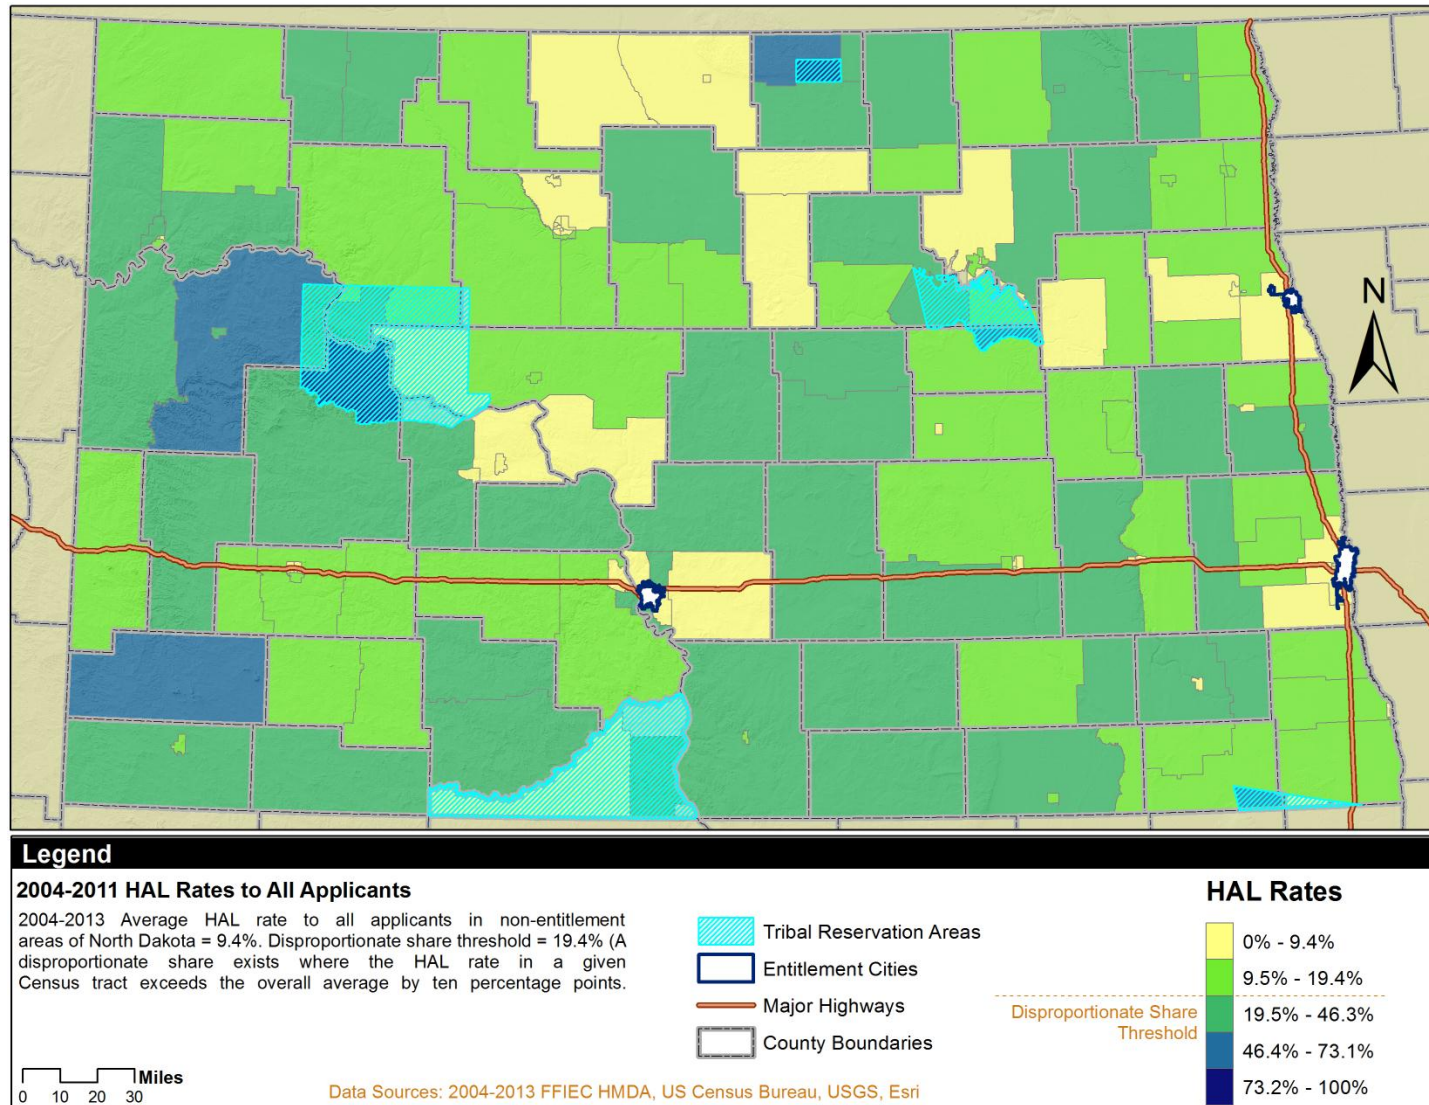 N
Legend
2004-2011 HAL Rates to All Applicants
2004-2013 Average HAL rate to all applicants in non-entitlement
areas of North Dakota = 9.4%. Disproportionate share threshold = 19.4% (A
disproportionate share exists where the HAL rate in a given
Census tract exceeds the overall average by ten percentage points.
Miles
0 10 20 30
Data Sources: 2004-2013 FFIEC HMDA, US Census Bureau, USGS, Esri
Tribal Reservation Areas
Entitlement Cities
Major Highways
County Boundaries
HAL Rates
0% - 9.4%
9.5% - 19.4%
Disproportionate Share
Threshold
19.5% - 46.3%
46.4% - 73.1%
73.2% - 100%